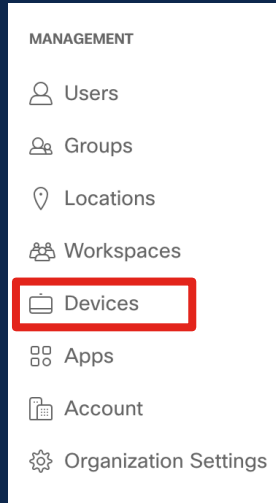 MANAGEMENT
Users
Groups
Locations
Workspaces
Devices
Apps
Account
Organization Settings